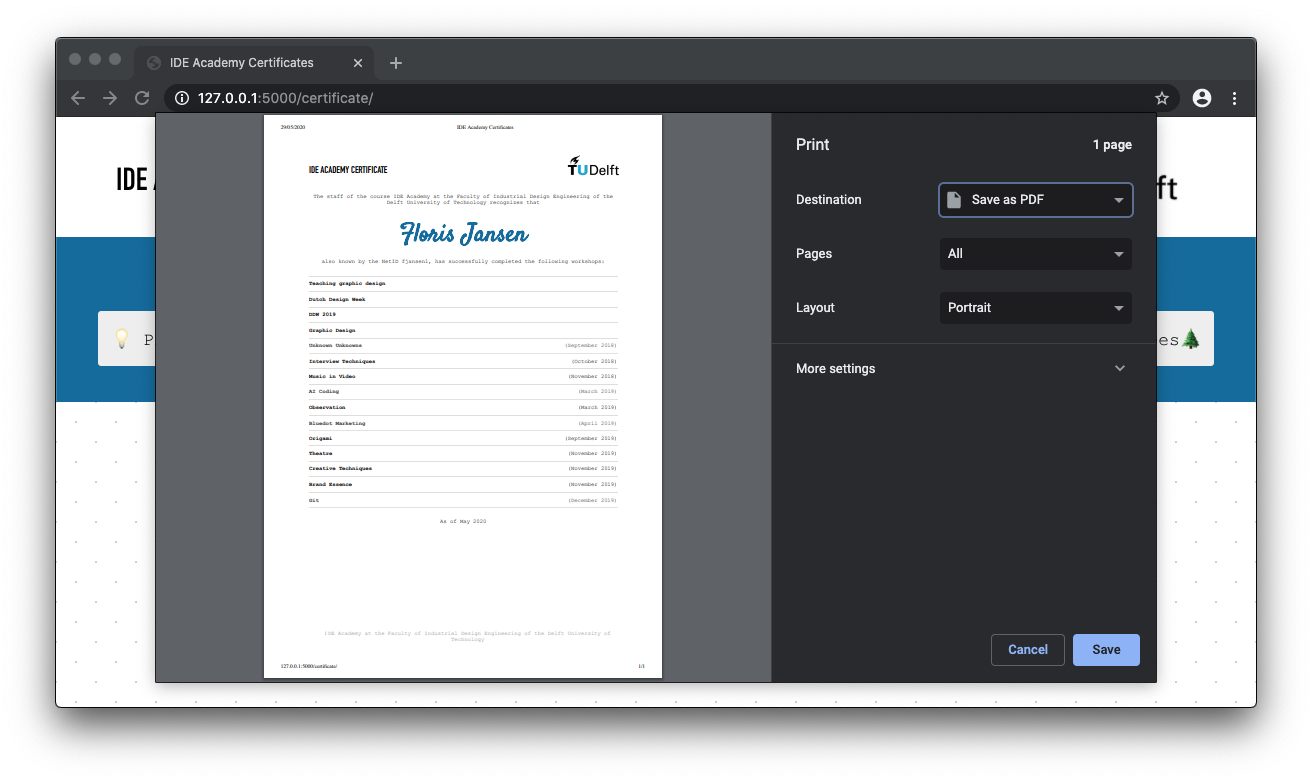 IDE Academy Certificates
127.0.0.1:5000/certificate/
IDE
ft
P
es
29/05/2020 IDE Academy Certificates
IDE ACADEMY CERTIFICATE
TUDelft
The staff of the course IDE Academy at the Faculty of Industrial Design Engineering of the
Delft University of Technology recognizes that
Floris Jansen
also known by the NetID fjansen1, has successfully completed the following workshops:
Teaching graphic design
Dutch Design Week
DDW 2019
Graphic Design
Unknown Unknowns (September 2018)
Interview Techniques (October 2018)
Music in Video (November 2018)
AI Coding (March 2019)
Observation (March 2019)
Bluedot Marketing (April 2019)
Origami (September 2019)
Theatre (November 2019)
Creative Techniques (November 2019)
Brand Essence (November 2019)
Git (December 2019)
As of May 2020
IDE Academy at the Faculty of Industrial Design Engineering of the Delft University of
Technology
127.0.0.1:5000/certificate/ 1/1
Print 1 page
Destination Save as PDF
Pages All
Layout Portrait
More settings
Cancel Save